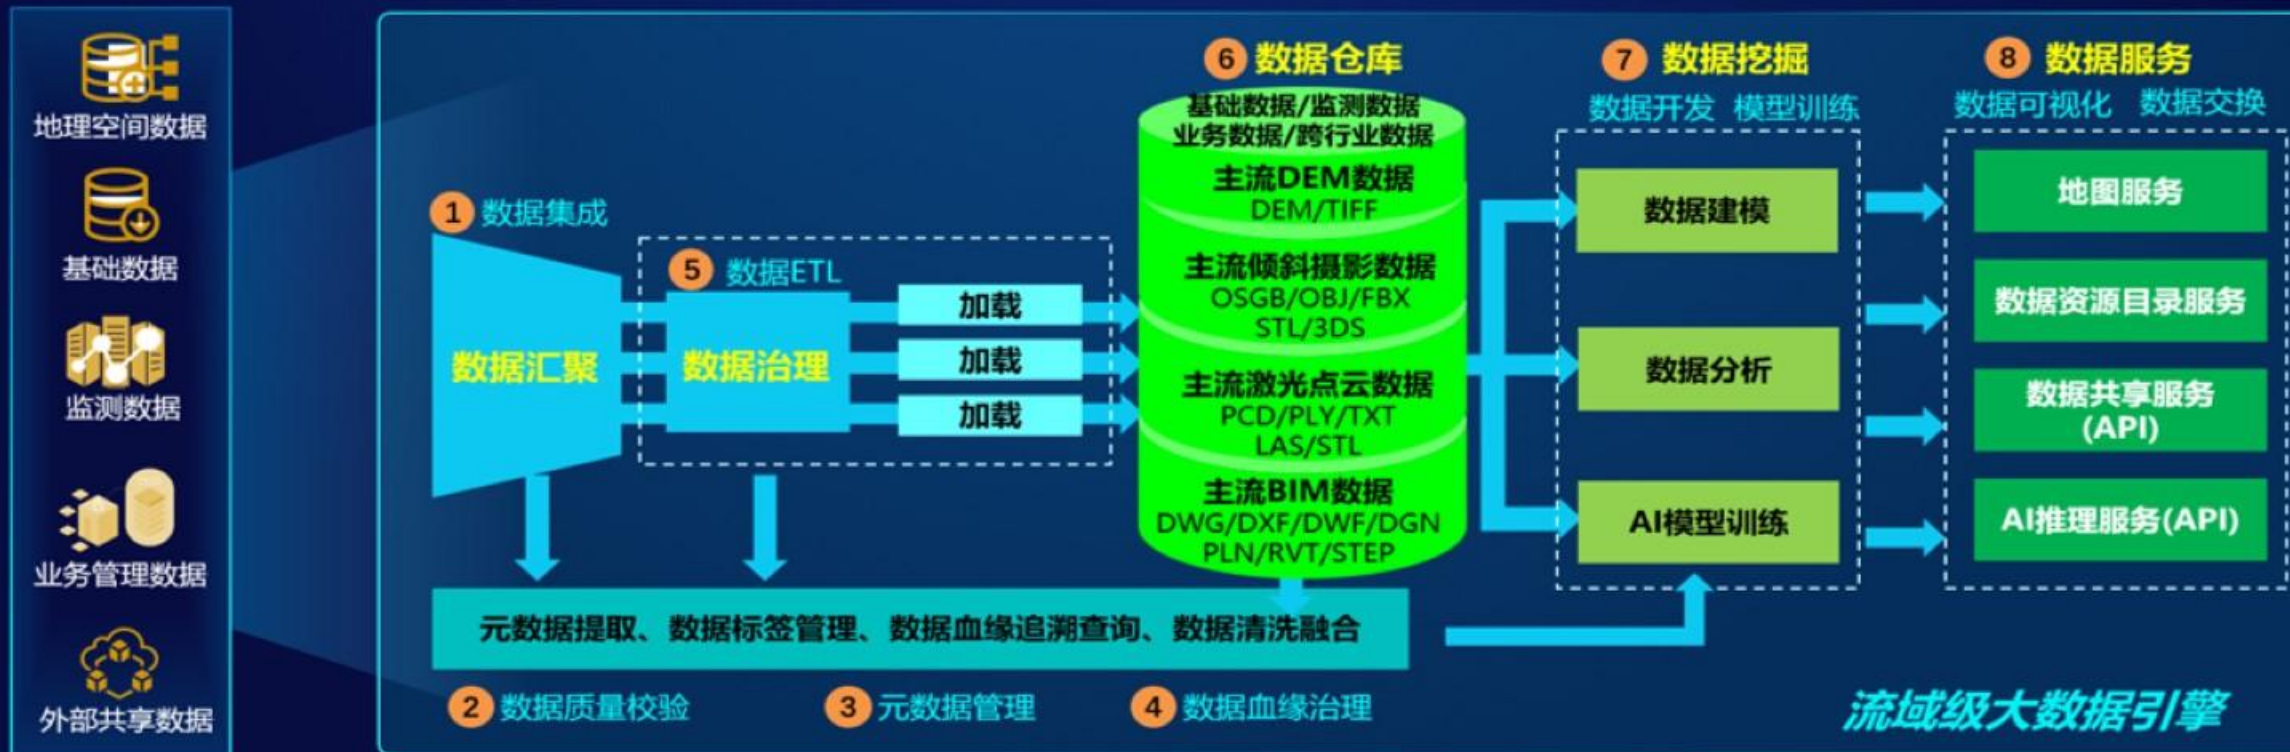 地理空间数据
基础数据
监测数据
业务管理数据
外部共享数据
1 数据集成
数据汇聚
5 数据ETL
数据治理
加载
加载
加载
6 数据仓库
基础数据/监测数据
业务数据/跨行业数据
主流DEM数据
DEM/TIFF
主流倾斜摄影数据
OSGB/OBJ/FBX
STL/3DS
主流激光点云数据
PCD/PLY/TXT
LAS/STL
主流BIM数据
DWG/DXF/DWF/DGN
PLN/RVT/STEP
7 数据挖掘
数据开发 模型训练
数据建模
数据分析
AI模型训练
8 数据服务
数据可视化 数据交换
地图服务
数据资源目录服务
数据共享服务
(API)
AI推理服务(API)
元数据提取、数据标签管理、数据血缘追溯查询、数据清洗融合
2 数据质量校验
3 元数据管理
4 数据血缘治理
流域级大数据引擎